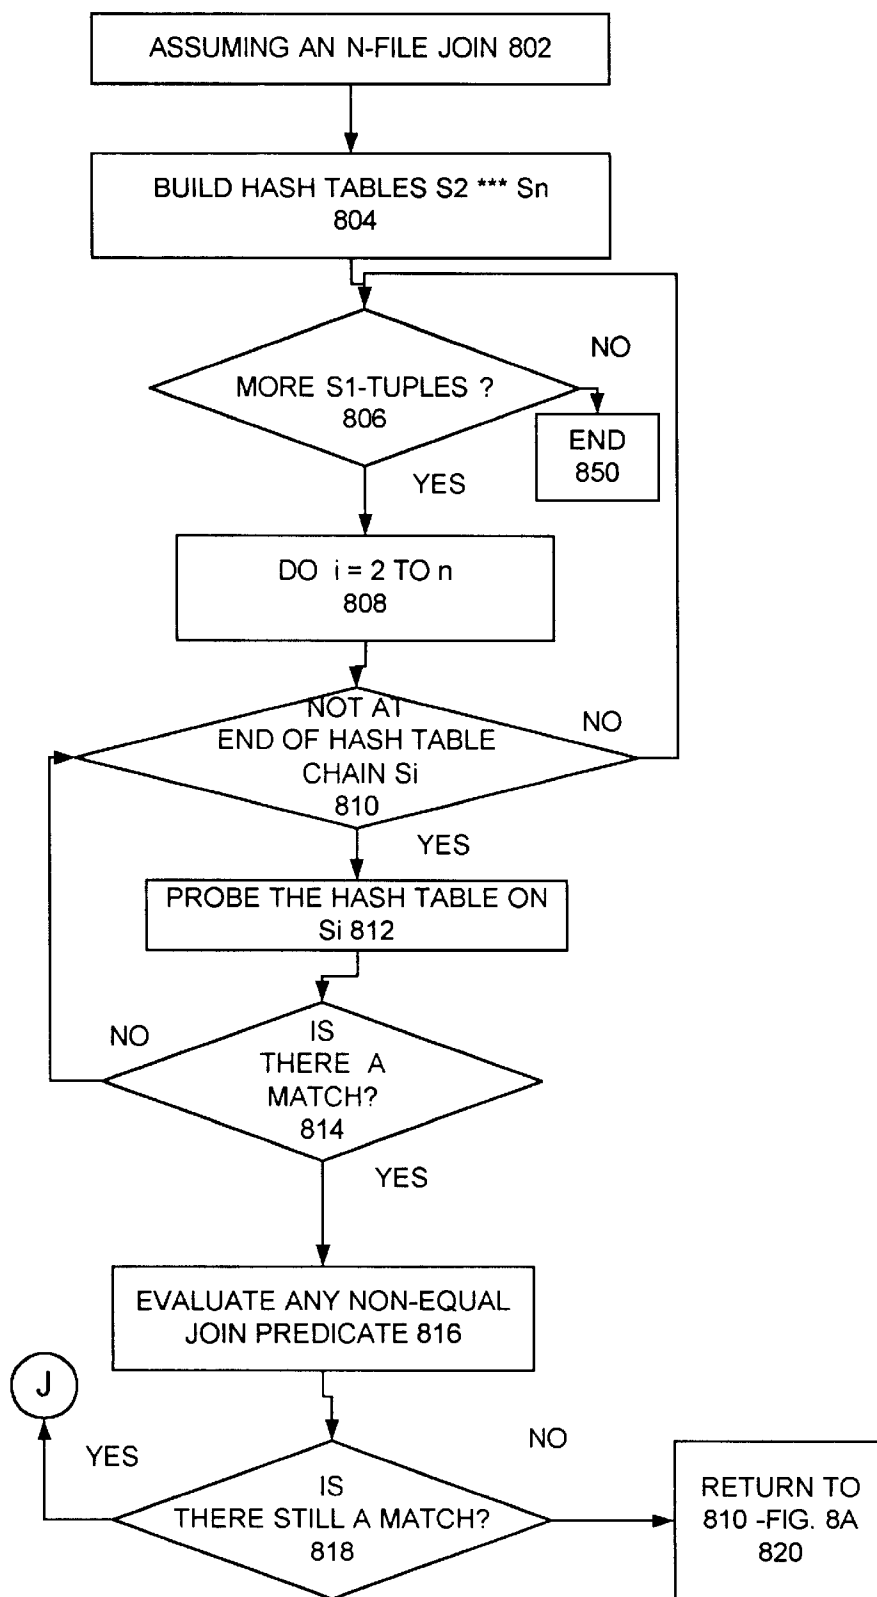 ASSUMING AN N-FILE JOIN 802
BUILD HASH TABLES S2 *** Sn
804
NO
MORE S1-TUPLES ?
806
END
850
YES
DO i = 2 TO n
808
NOT AT
END OF HASH TABLE
CHAIN Si
810
NO
YES
PROBE THE HASH TABLE ON
Si 812
NO
IS
THERE A
MATCH?
814
YES
EVALUATE ANY NON-EQUAL
JOIN PREDICATE 816
J
YES
NO
IS
THERE STILL A MATCH?
818
RETURN TO
810 -FIG. 8A
820